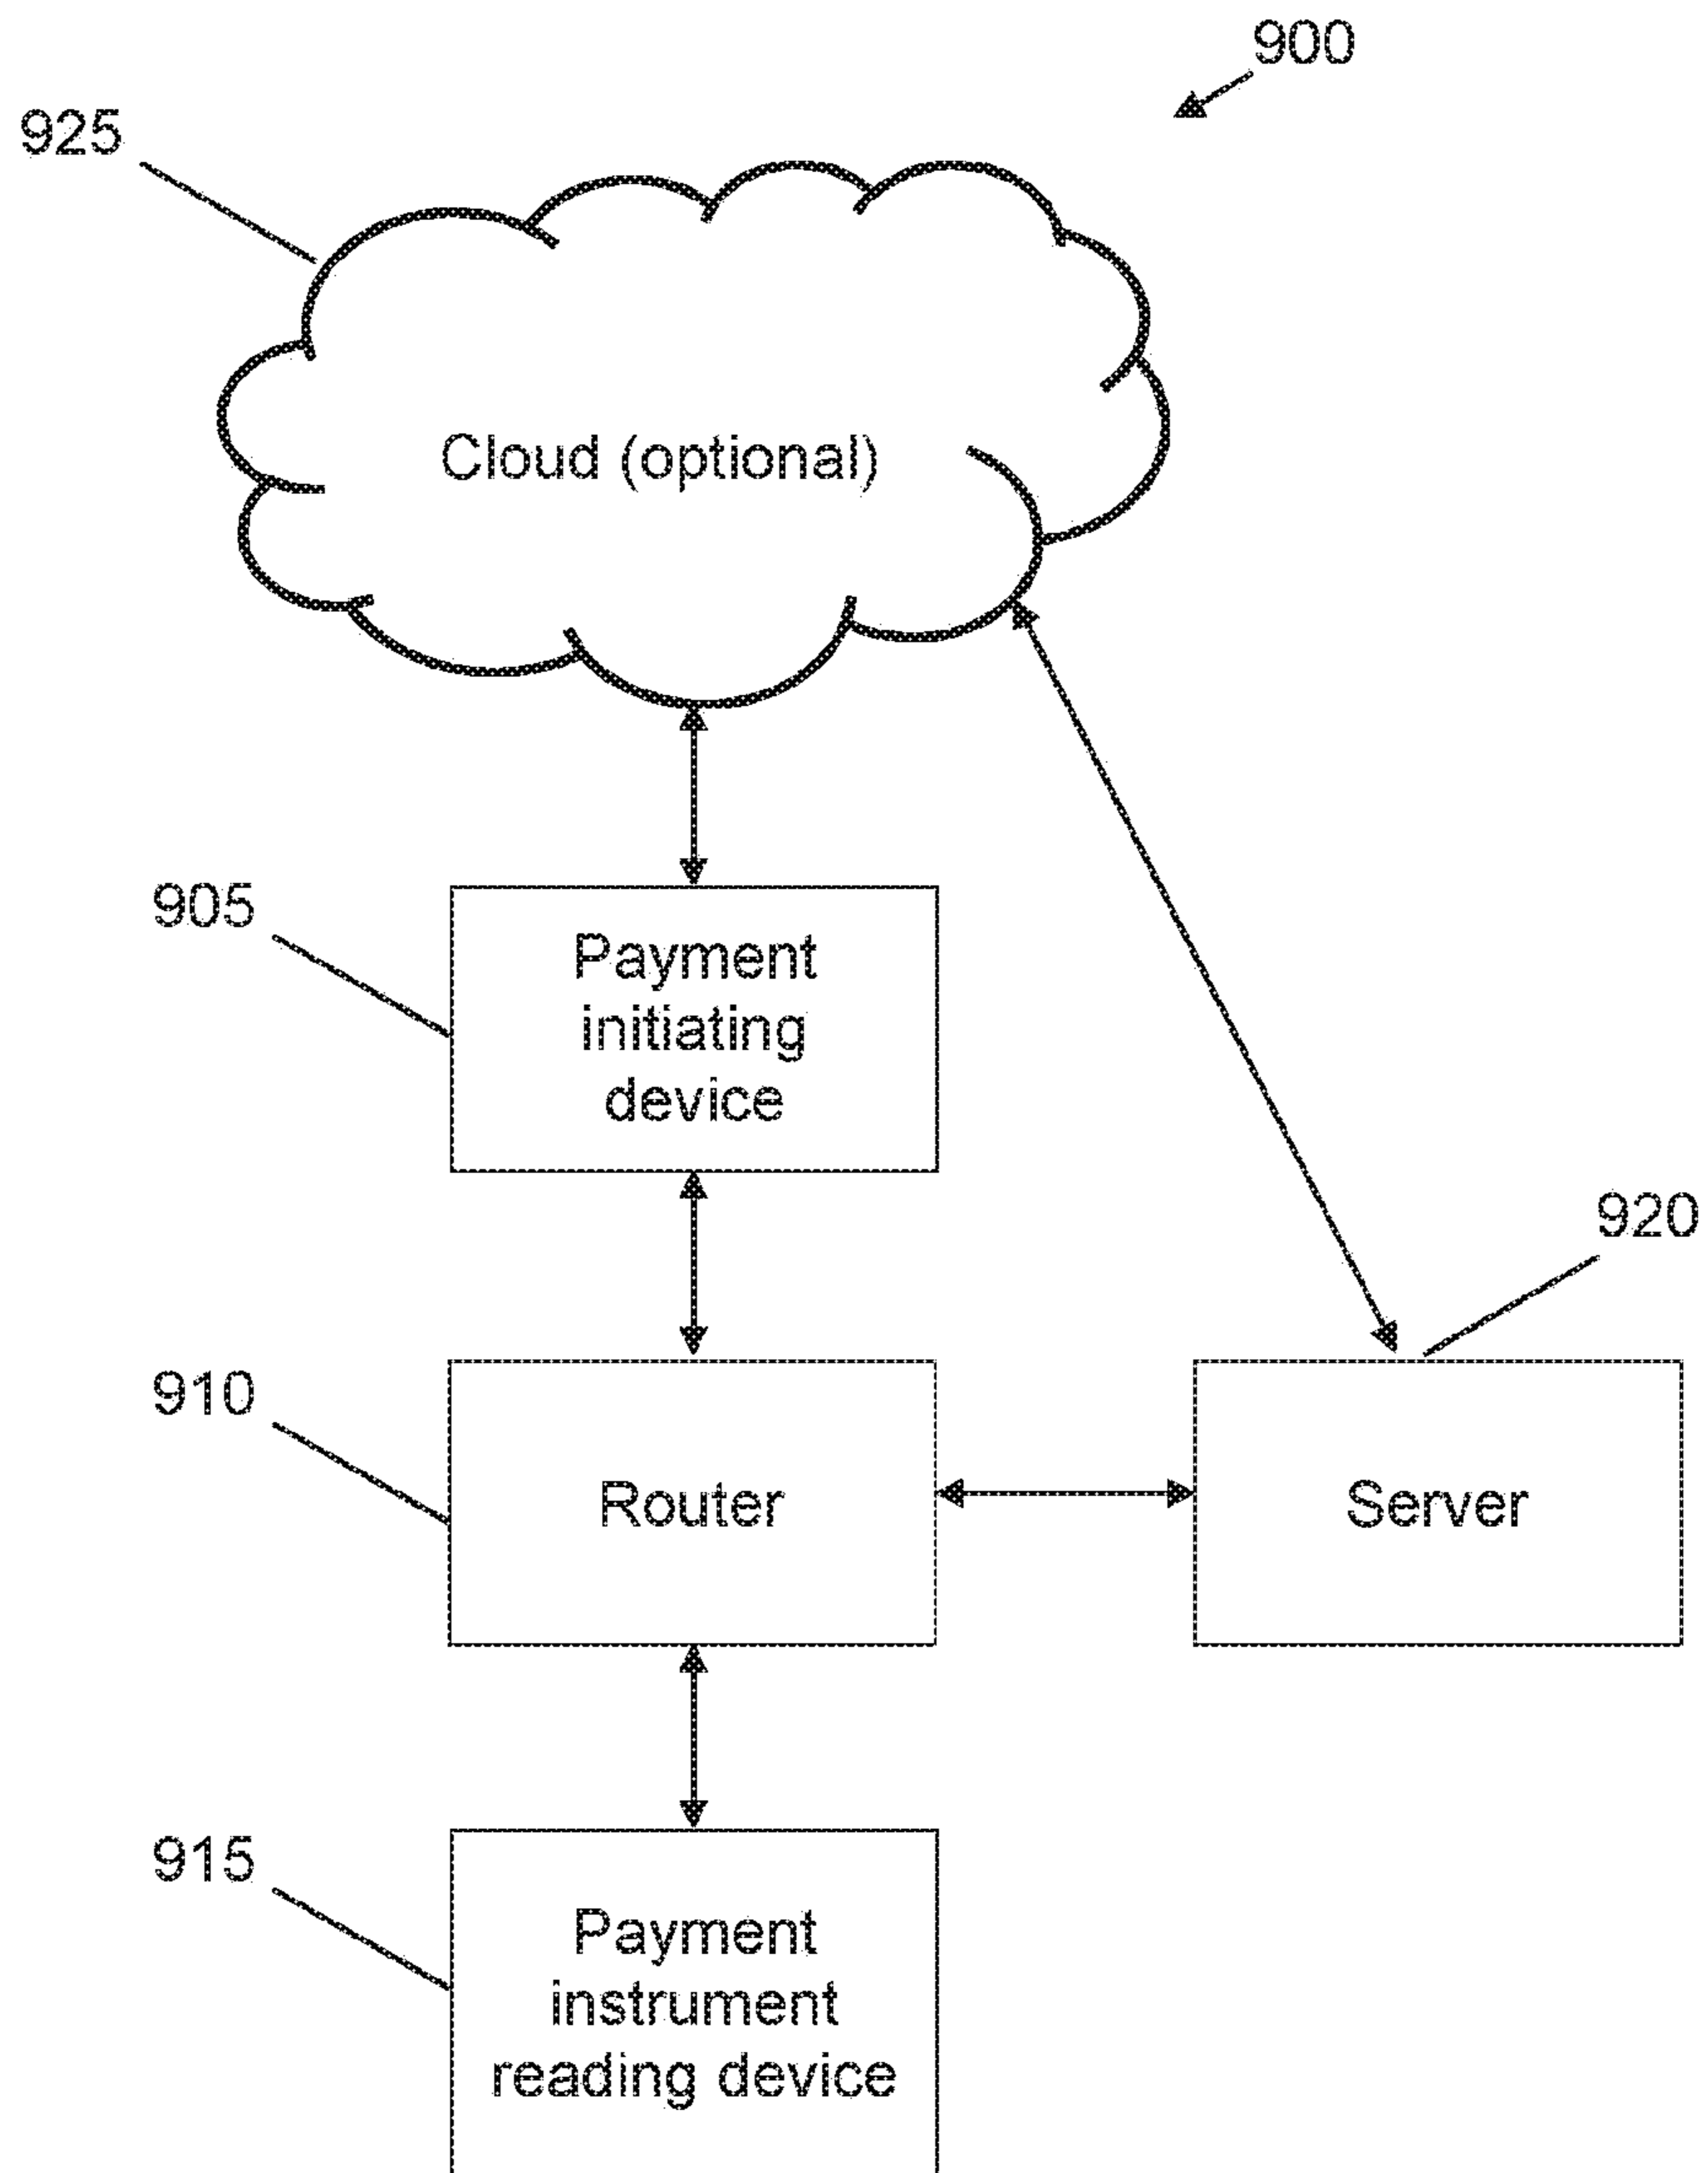 900
925
Cloud (optional)
905
Payment
initiating
device
920
910
Router
Server
915
Payment
instrument
reading device